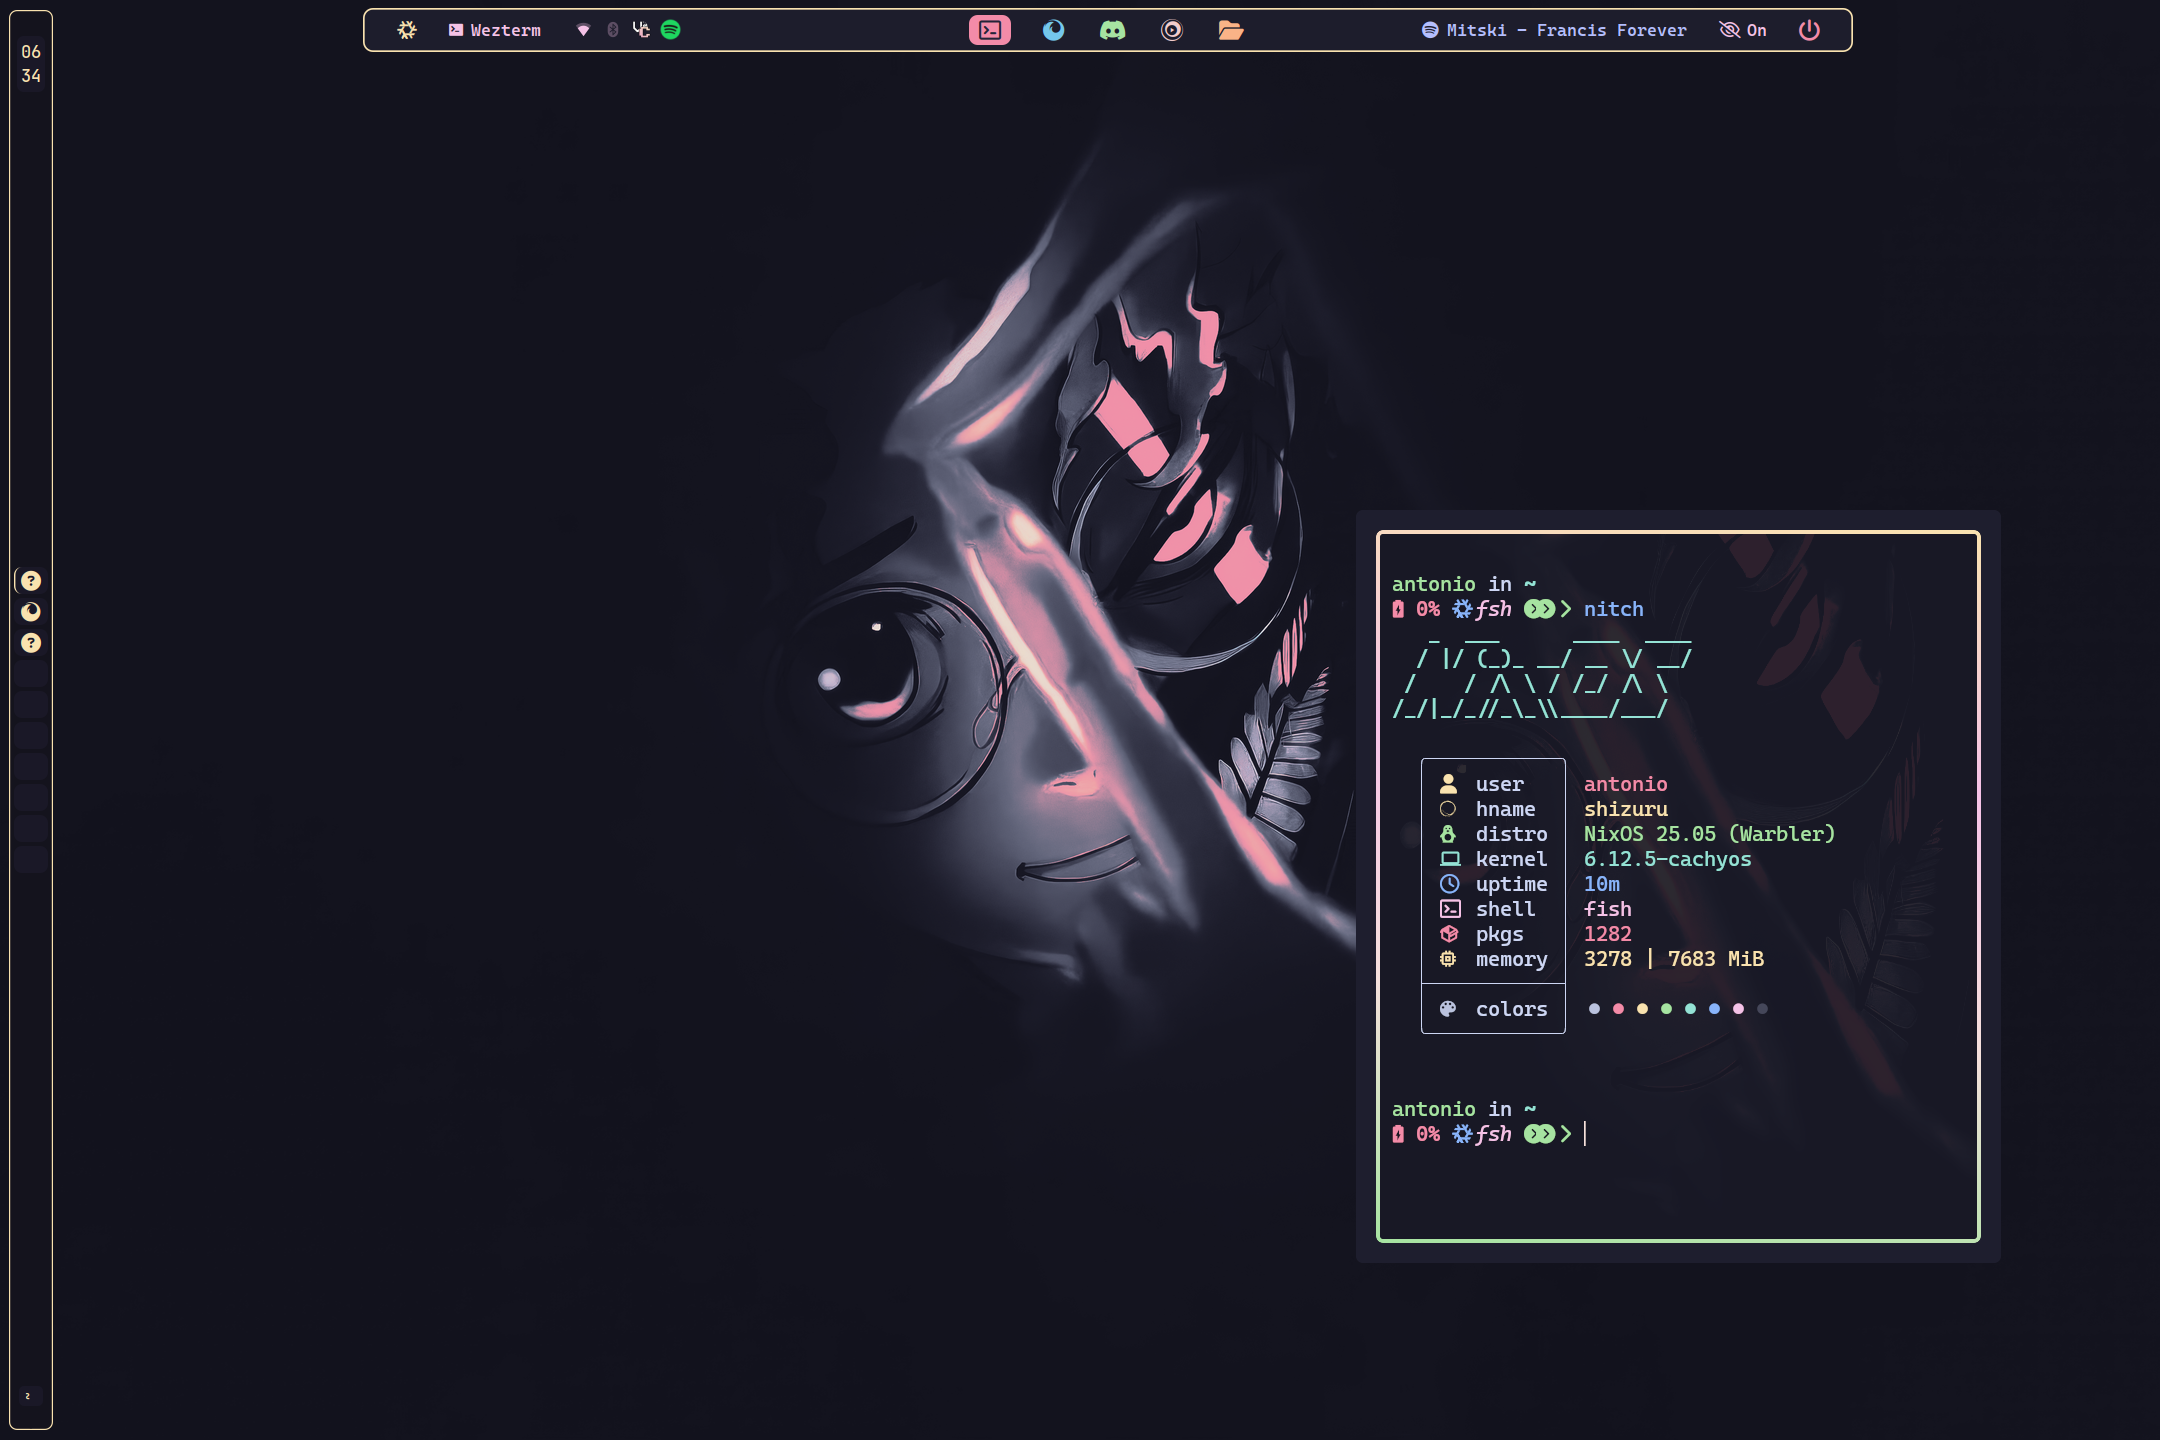 06
34
Wezterm
Mitski – Francis Forever
On
?
?
antonio in ~
0% fsh nitch
user antonio
hname shizuru
distro NixOS 25.05 (Warbler)
kernel 6.12.5-cachyos
uptime 10m
shell fish
pkgs 1282
memory 3278 | 7683 MiB
colors
antonio in ~
0% fsh